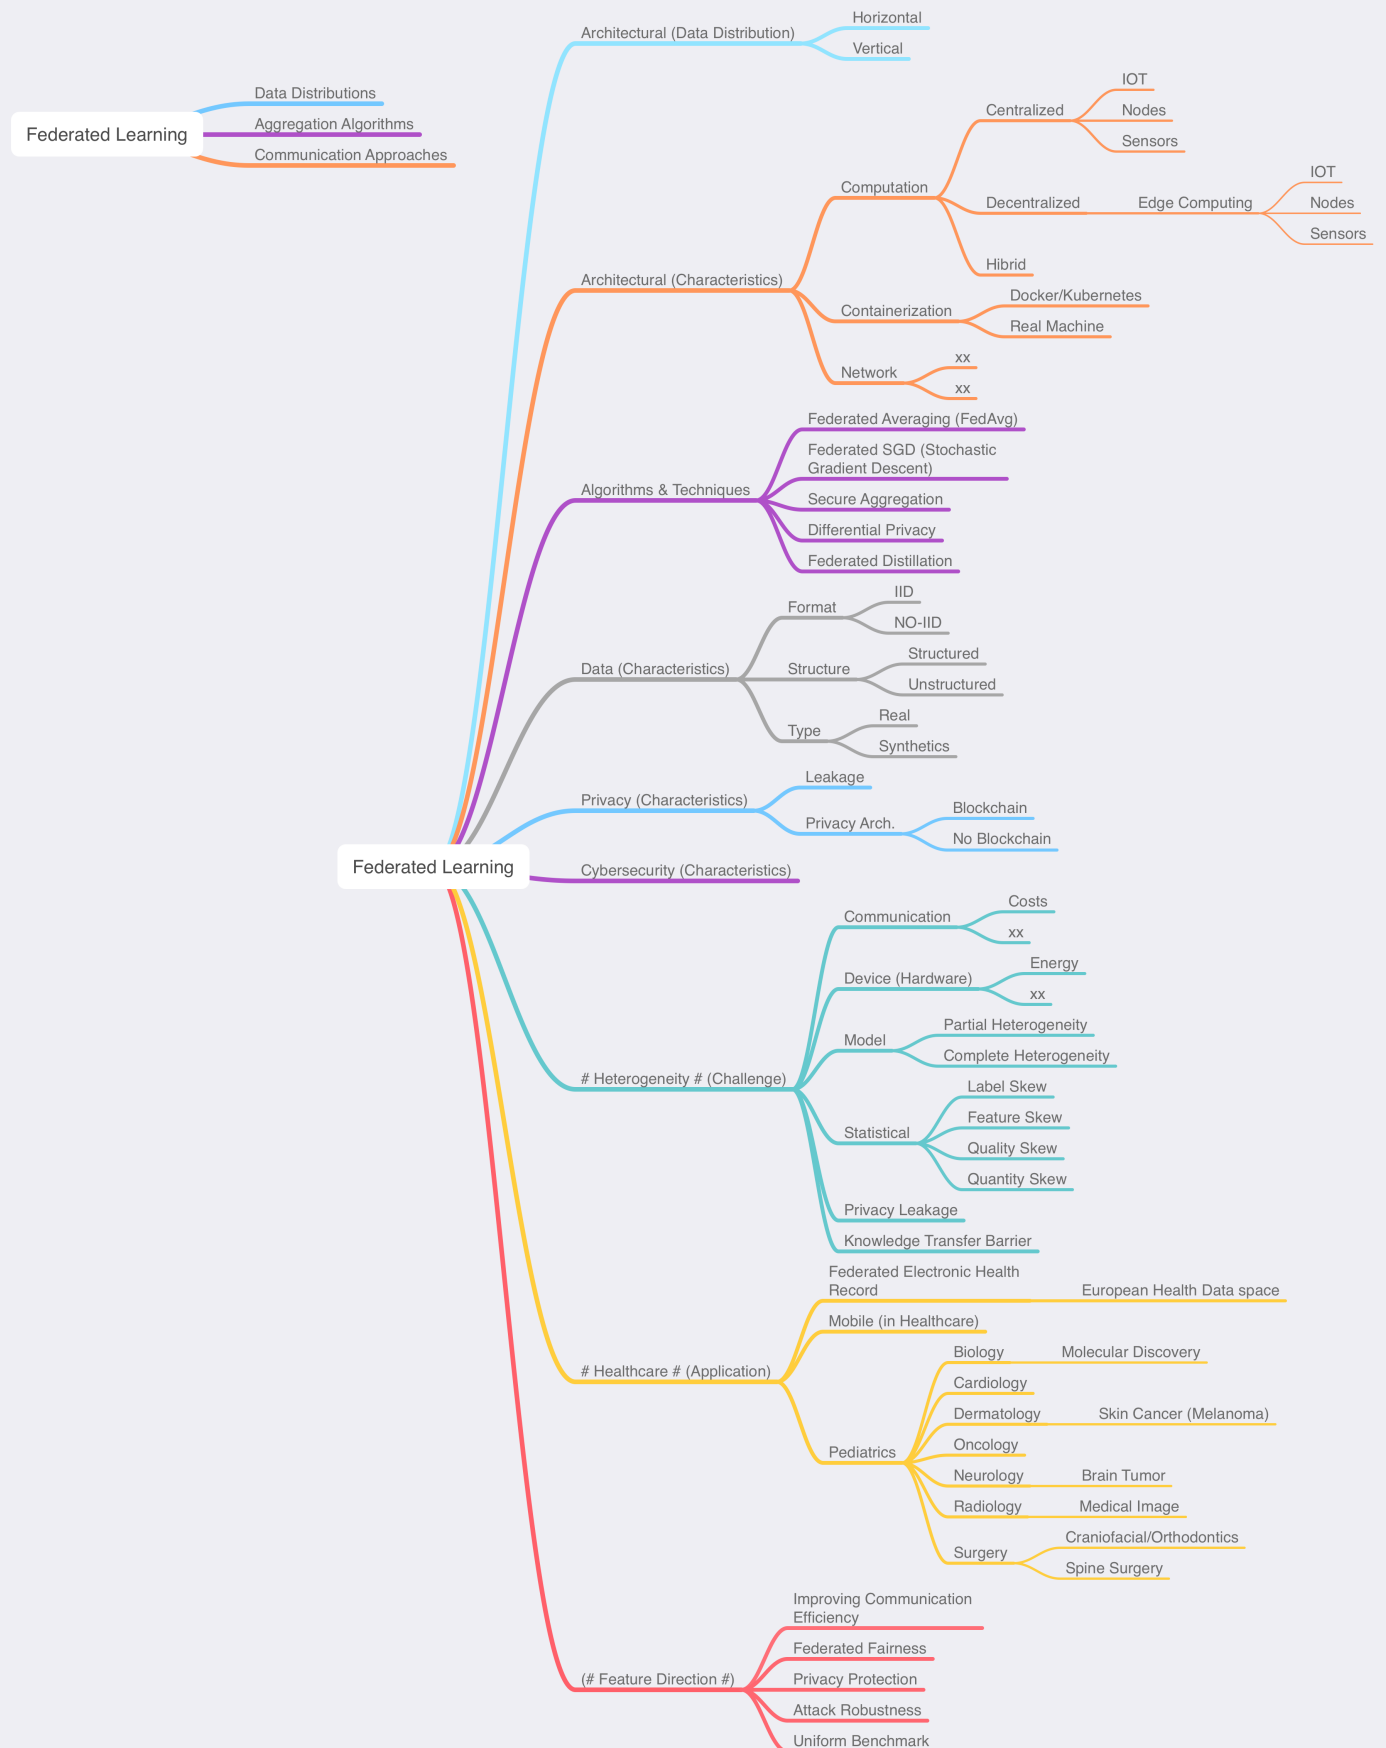 Federated Learning
Data Distributions
Aggregation Algorithms
Communication Approaches
Federated Learning
Architectural (Data Distribution)
Horizontal
Vertical
Architectural (Characteristics)
Computation
Centralized
IOT
Nodes
Sensors
Decentralized
Edge Computing
IOT
Nodes
Sensors
Hibrid
Containerization
Docker/Kubernetes
Real Machine
Network
xx
xx
Algorithms & Techniques
Federated Averaging (FedAvg)
Federated SGD (Stochastic
Gradient Descent)
Secure Aggregation
Differential Privacy
Federated Distillation
Data (Characteristics)
Format
IID
NO-IID
Structure
Structured
Unstructured
Type
Real
Synthetics
Privacy (Characteristics)
Leakage
Privacy Arch.
Blockchain
No Blockchain
Cybersecurity (Characteristics)
# Heterogeneity # (Challenge)
Communication
Costs
xx
Device (Hardware)
Energy
xx
Model
Partial Heterogeneity
Complete Heterogeneity
Statistical
Label Skew
Feature Skew
Quality Skew
Quantity Skew
Privacy Leakage
Knowledge Transfer Barrier
# Healthcare # (Application)
Federated Electronic Health
Record
European Health Data space
Mobile (in Healthcare)
Pediatrics
Biology
Molecular Discovery
Cardiology
Dermatology
Skin Cancer (Melanoma)
Oncology
Neurology
Brain Tumor
Radiology
Medical Image
Surgery
Craniofacial/Orthodontics
Spine Surgery
(# Feature Direction #)
Improving Communication
Efficiency
Federated Fairness
Privacy Protection
Attack Robustness
Uniform Benchmark